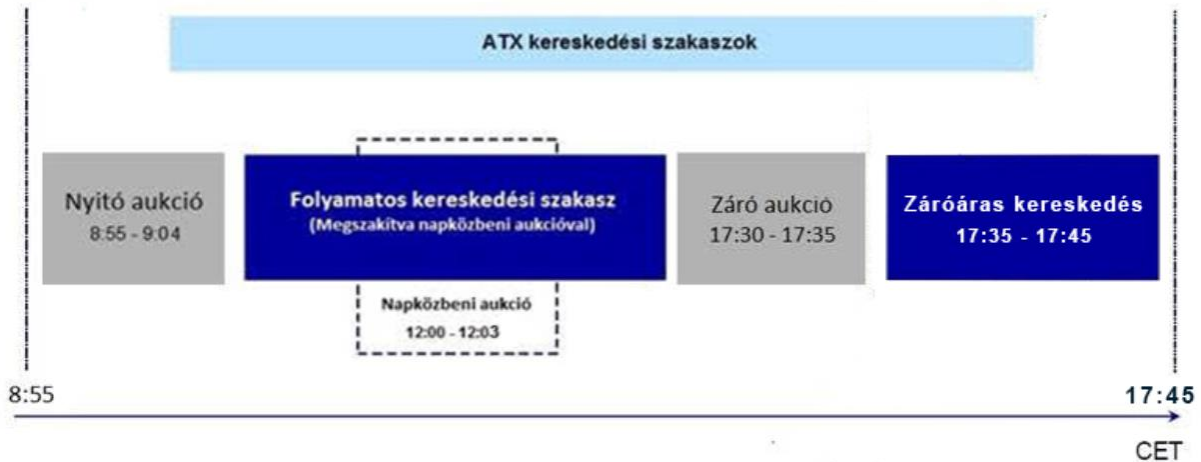 ATX kereskedési szakaszok
Nyitó aukció
8:55 - 9:04
Folyamatos kereskedési szakasz
(Megszakítva napközbeni aukcióval)
Napközbeni aukció
12:00 - 12:03
Záró aukció
17:30 - 17:35
Záróáras kereskedés
17:35 - 17:45
8:55
17:45
CET